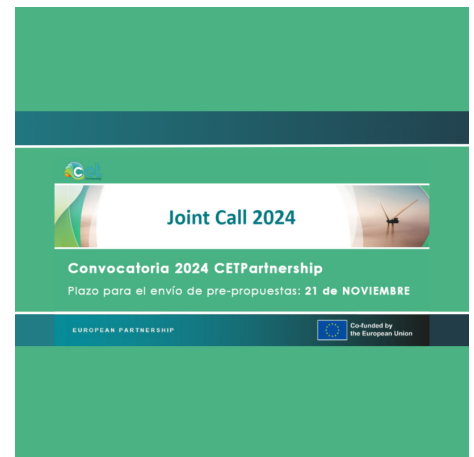 cet
Joint Call 2024
Convocatoria 2024 CETPartnership
Plazo para el envío de pre-propuestas: 21 de NOVIEMBRE
EUROPEAN PARTNERSHIP
Co-funded by
the European Union